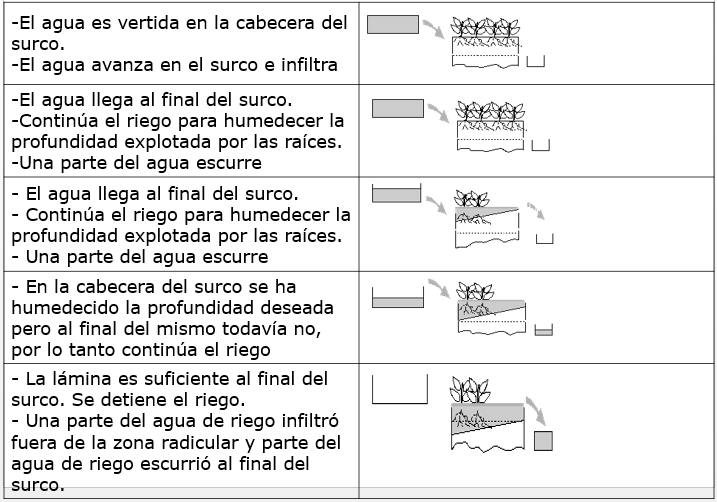 -El agua es vertida en la cabecera del
surco.
-El agua avanza en el surco e infiltra
-El agua llega al final del surco.
-Continúa el riego para humedecer la
profundidad explotada por las raíces.
-Una parte del agua escurre
- El agua llega al final del surco.
- Continúa el riego para humedecer la
profundidad explotada por las raíces.
- Una parte del agua escurre
- En la cabecera del surco se ha
humedecido la profundidad deseada
pero al final del mismo todavía no,
por lo tanto continúa el riego
- La lámina es suficiente al final del
surco. Se detiene el riego.
- Una parte del agua de riego infiltró
fuera de la zona radicular y parte del
agua de riego escurrió al final del
surco.